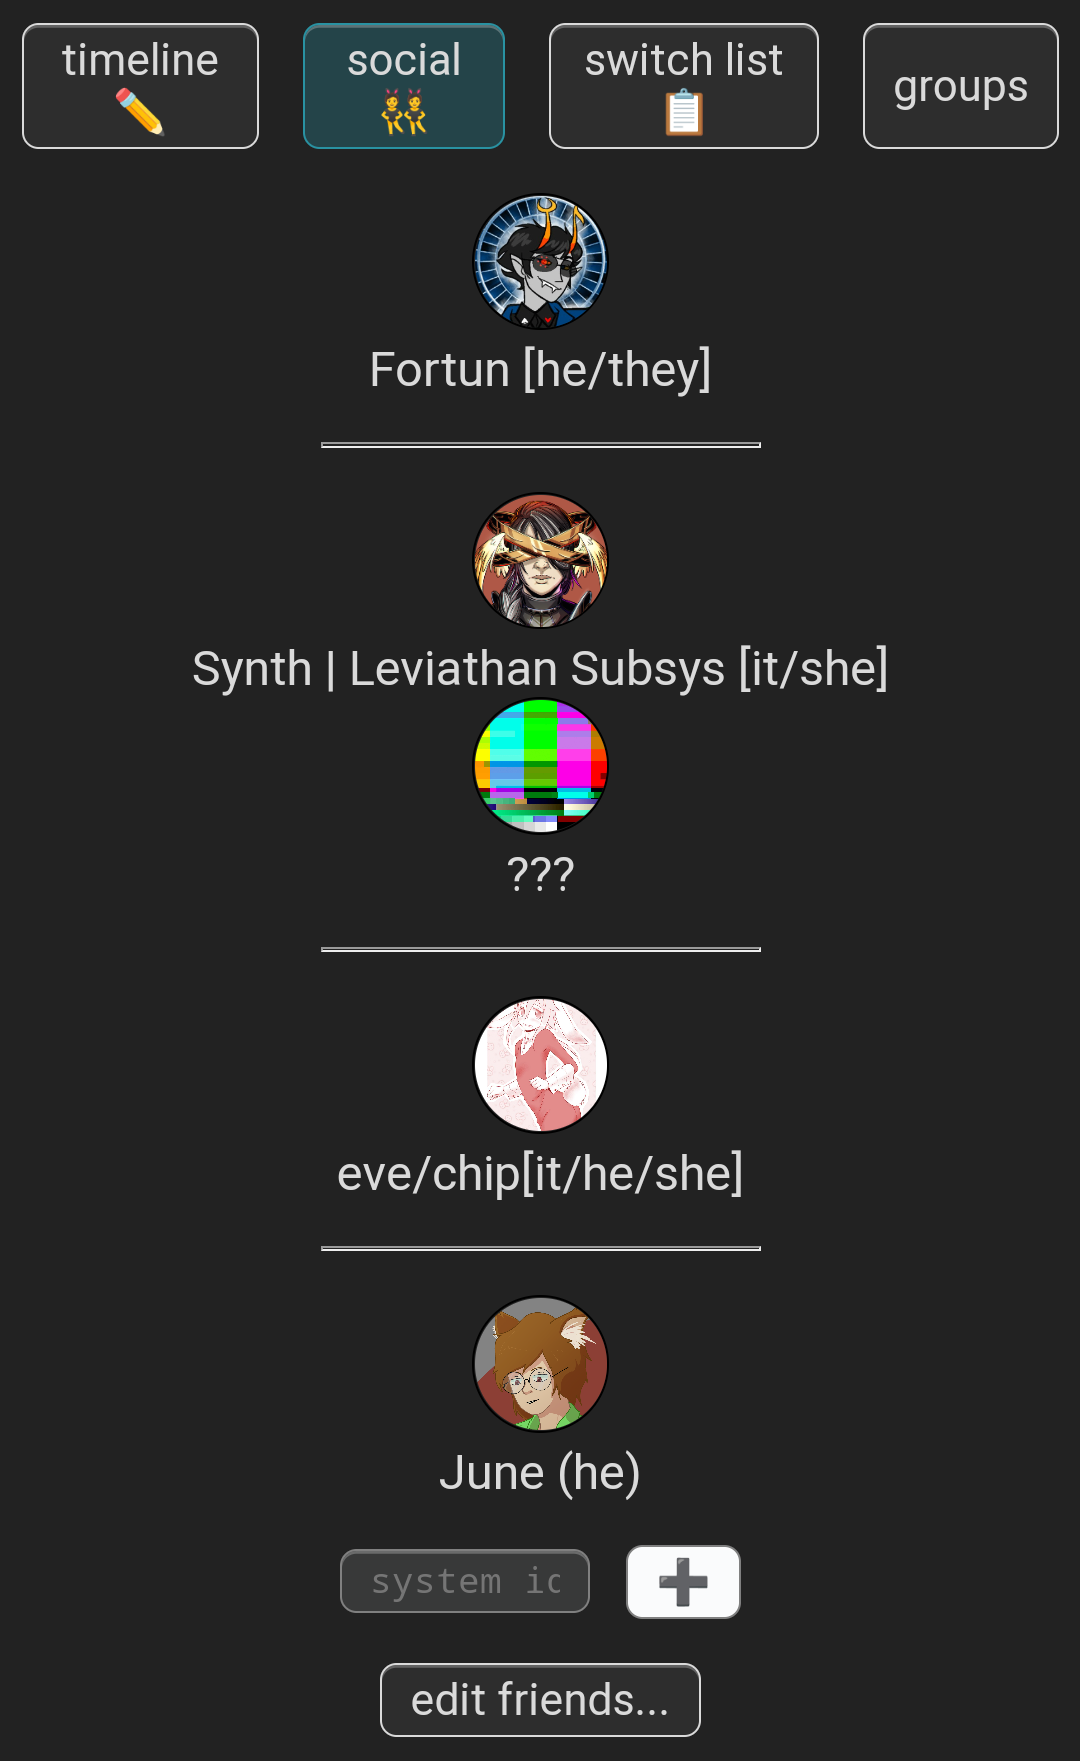 timeline
✏️
social
👯
switch list
📋
groups
Fortun [he/they]
Synth | Leviathan Subsys [it/she]
???
eve/chip[it/he/she]
June (he)
system ic
➕
edit friends...